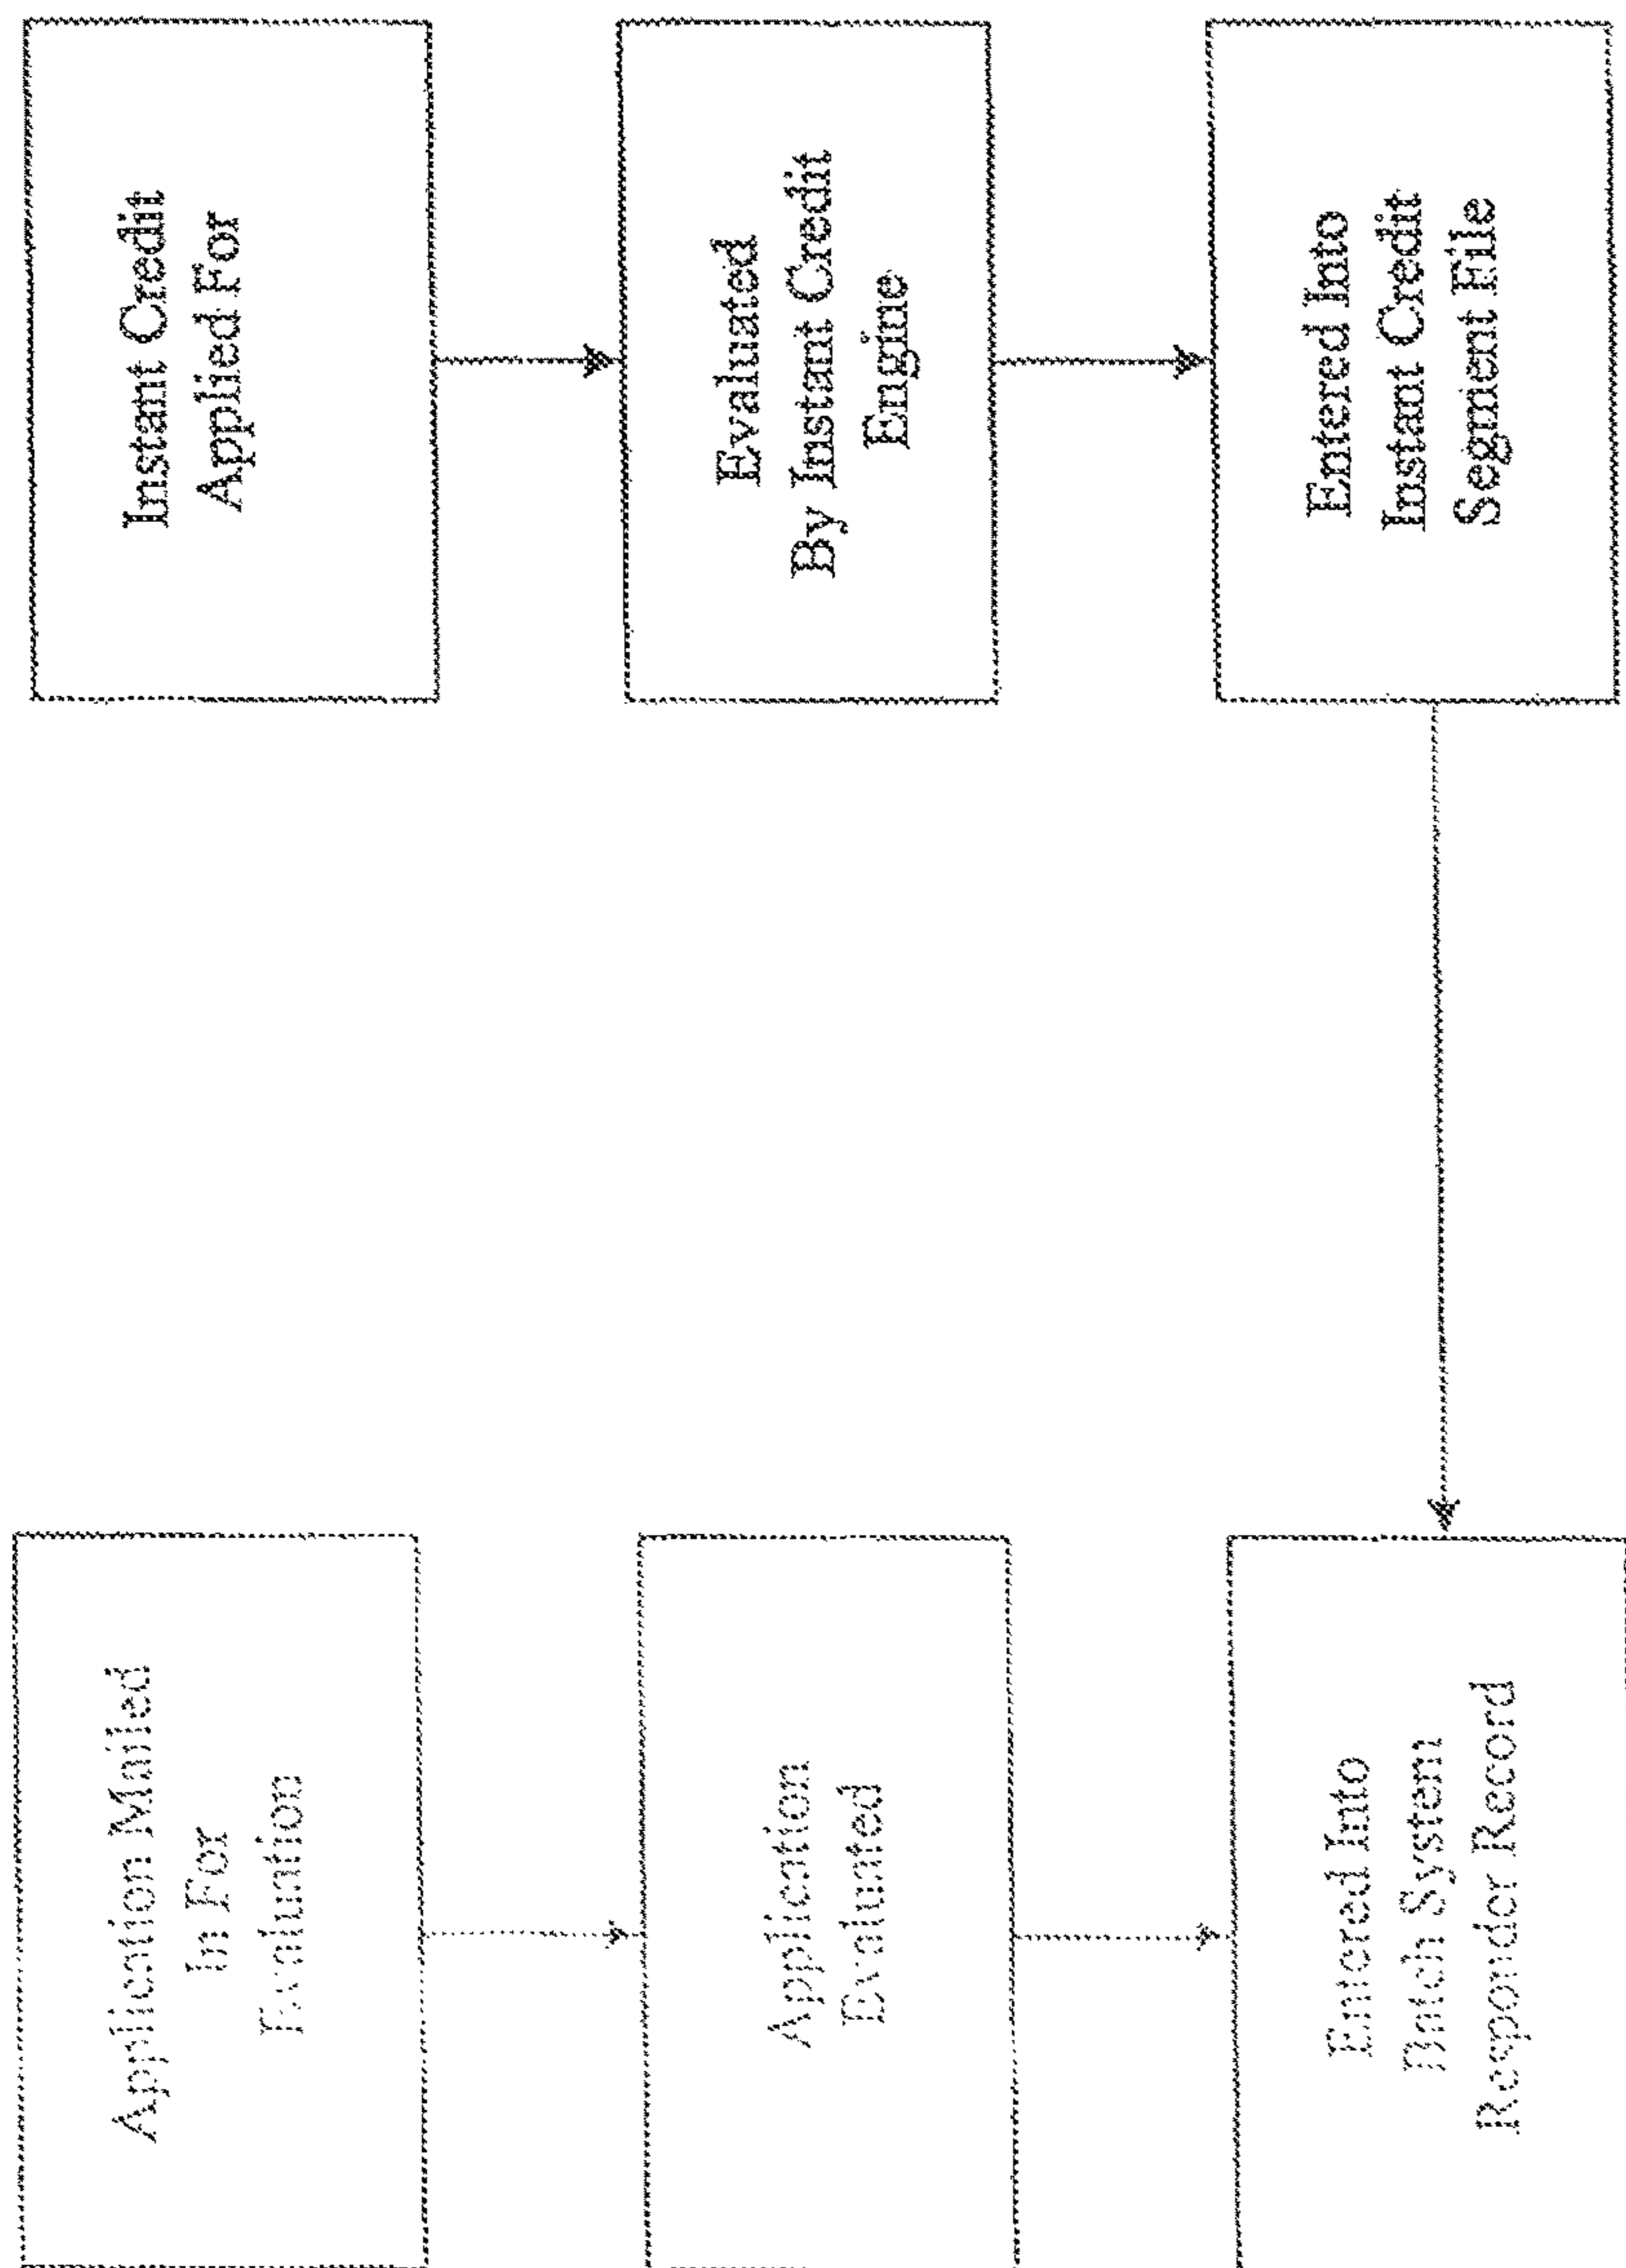 Application Mailed
In For
Evaluation
Application
Evaluated
Entered Into
Batch System
Responder Record
Instant Credit
Applied For
Evaluated
By Instant Credit
Engine
Entered Into
Instant Credit
Segment File